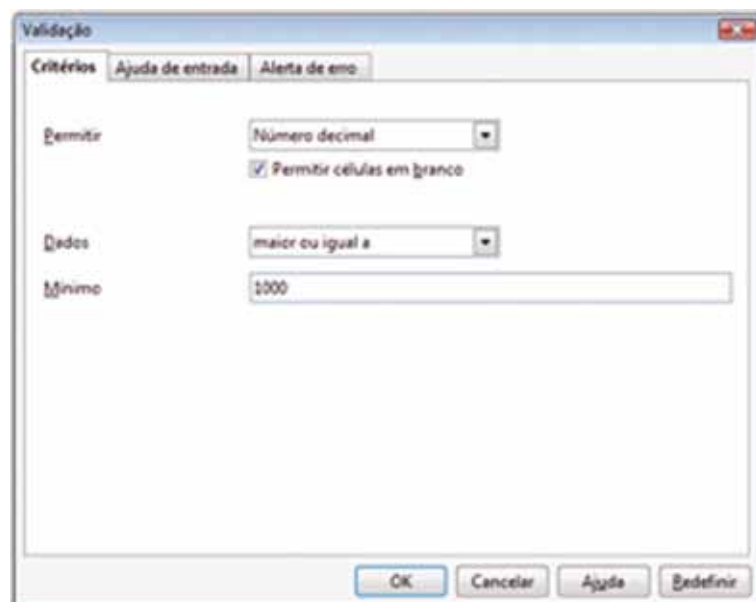 Validação
Critérios Ajuda de entrada Alerta de erro
Permitir Número decimal
Permitir células em branco
Dados maior ou igual a
Mínimo 1000
OK Cancelar Ajuda Redefinir